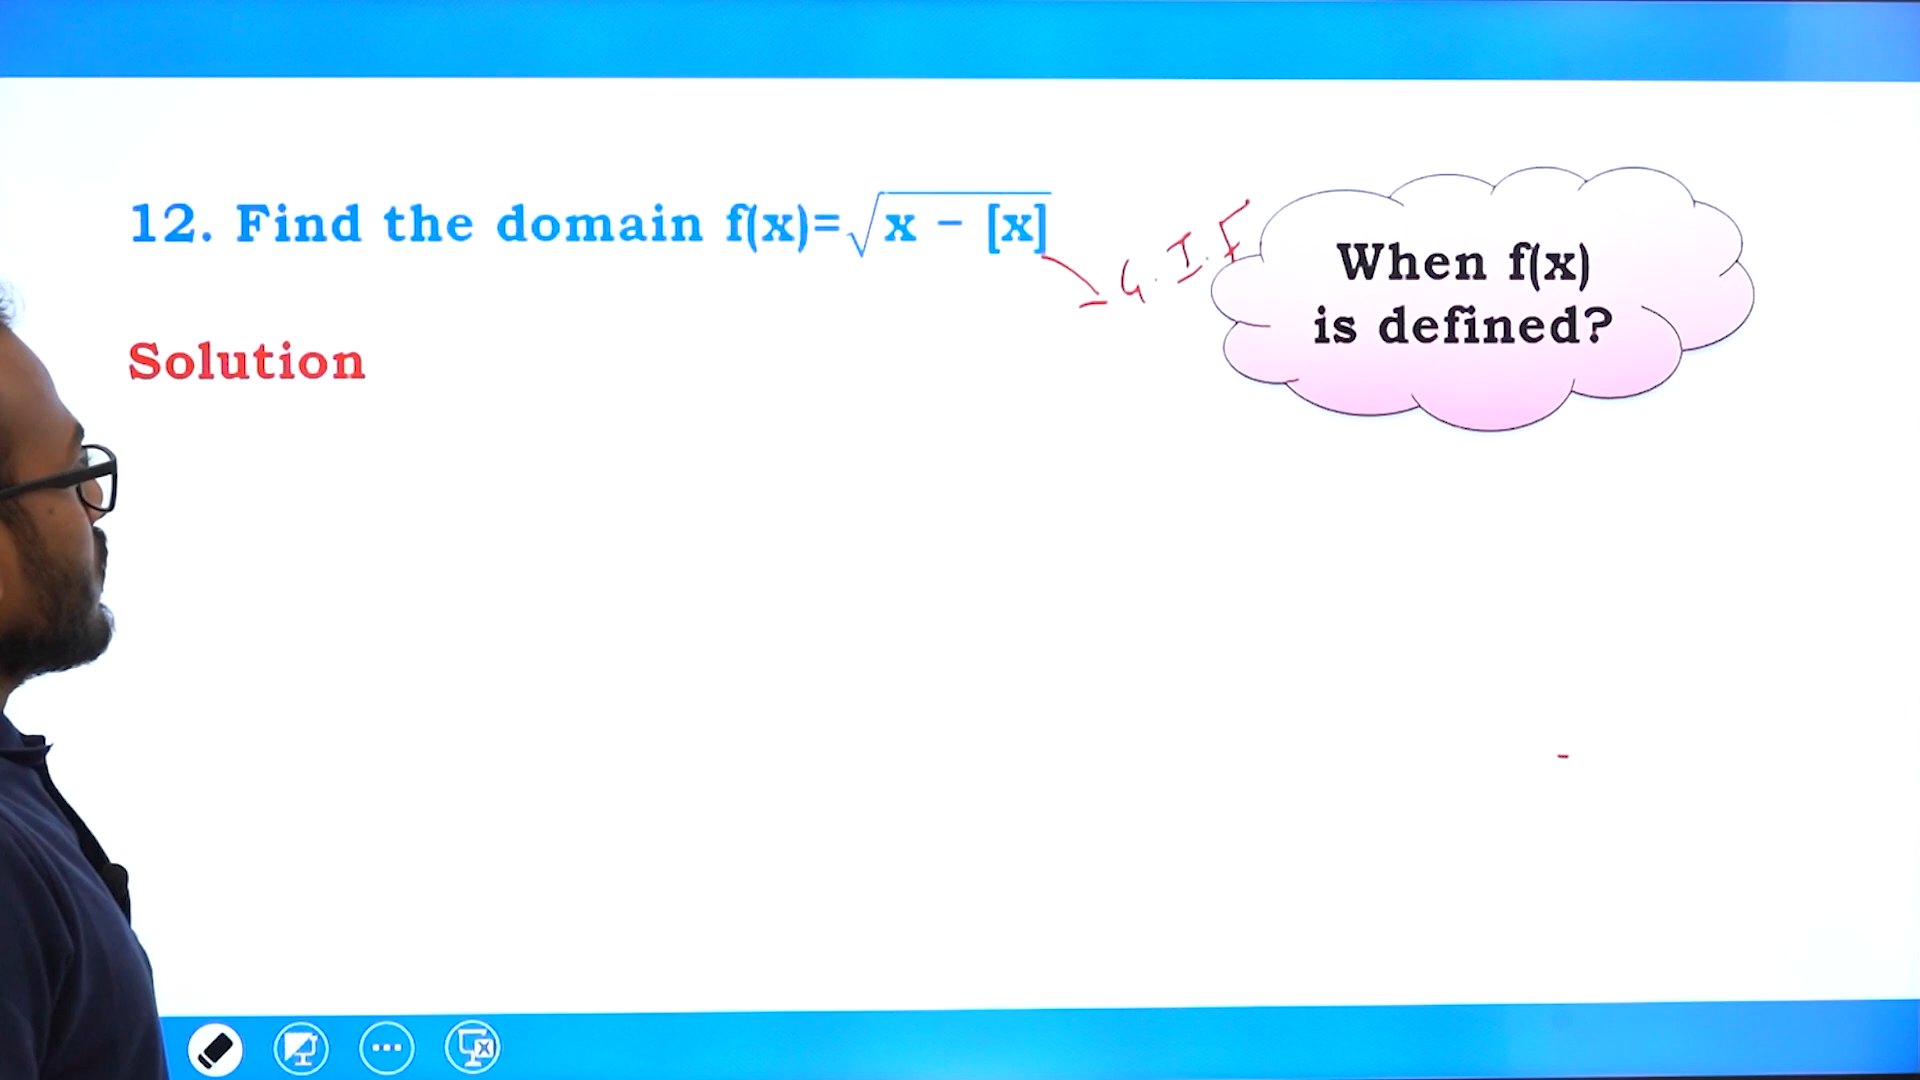 12. Find the domain f(x)=√x − [x]
G.I.F
When f(x)
is defined?
Solution